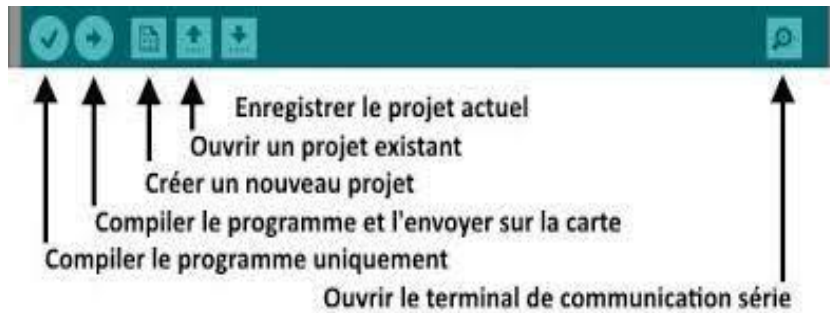 Enregistrer le projet actuel
Ouvrir un projet existant
Créer un nouveau projet
Compiler le programme et l'envoyer sur la carte
Compiler le programme uniquement
Ouvrir le terminal de communication série